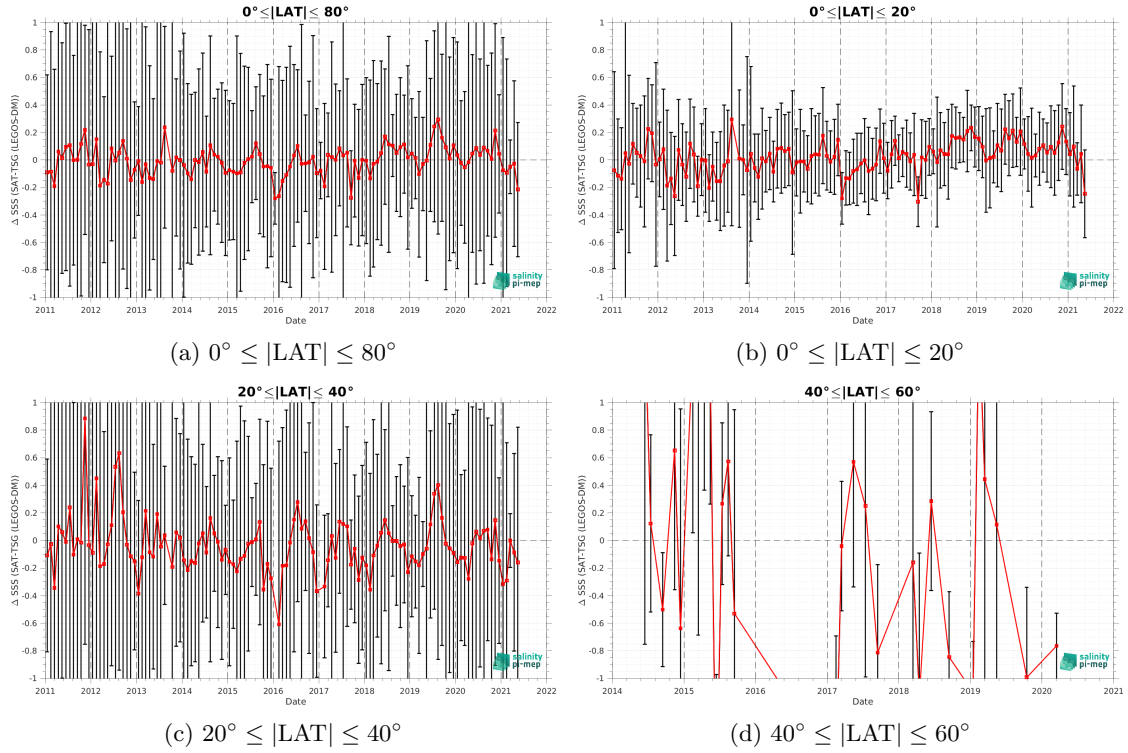 0°≤|LAT|≤ 80°
Δ SSS (SAT-TSG (LEGOS-DM))
1
0.8
0.6
0.4
0.2
0
-0.2
-0.4
-0.6
-0.8
-1
2011 2012 2013 2014 2015 2016 2017 2018 2019 2020 2021 2022
Date
salinity
pi-mep
(a) 0° ≤ |LAT| ≤ 80°
0°≤|LAT|≤ 20°
Δ SSS (SAT-TSG (LEGOS-DM))
1
0.8
0.6
0.4
0.2
0
-0.2
-0.4
-0.6
-0.8
-1
2011 2012 2013 2014 2015 2016 2017 2018 2019 2020 2021 2022
Date
salinity
pi-mep
(b) 0° ≤ |LAT| ≤ 20°
20°≤|LAT|≤ 40°
Δ SSS (SAT-TSG (LEGOS-DM))
1
0.8
0.6
0.4
0.2
0
-0.2
-0.4
-0.6
-0.8
-1
2011 2012 2013 2014 2015 2016 2017 2018 2019 2020 2021 2022
Date
salinity
pi-mep
(c) 20° ≤ |LAT| ≤ 40°
40°≤|LAT|≤ 60°
Δ SSS (SAT-TSG (LEGOS-DM))
1
0.8
0.6
0.4
0.2
0
-0.2
-0.4
-0.6
-0.8
-1
2014 2015 2016 2017 2018 2019 2020 2021
Date
salinity
pi-mep
(d) 40° ≤ |LAT| ≤ 60°